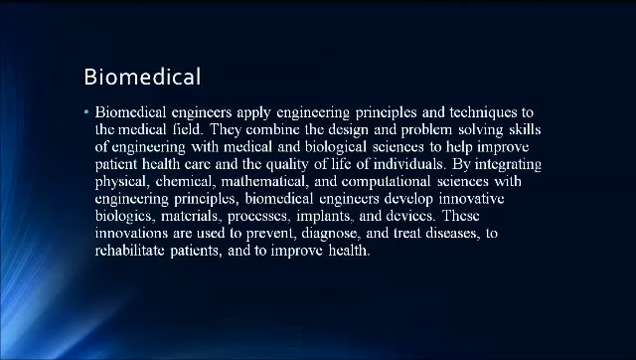 Biomedical
• Biomedical engineers apply engineering principles and techniques to
the medical field. They combine the design and problem solving skills
of engineering with medical and biological sciences to help improve
patient health care and the quality of life of individuals. By integrating
physical, chemical, mathematical, and computational sciences with
engineering principles, biomedical engineers develop innovative
biologics, materials, processes, implants, and devices. These
innovations are used to prevent, diagnose, and treat diseases, to
rehabilitate patients, and to improve health.